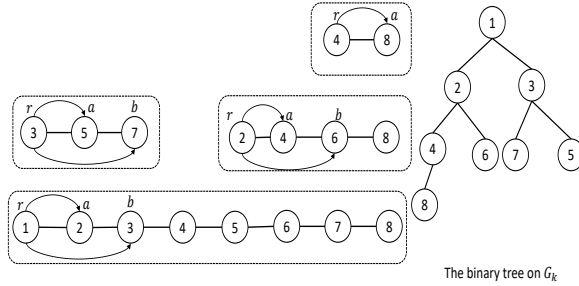 r a
4 8
r a b
3 5 7
r a b
2 4 6 8
r a b
1 2 3 4 5 6 7 8
1
2 3
4 6 7 5
8
The binary tree on G_k